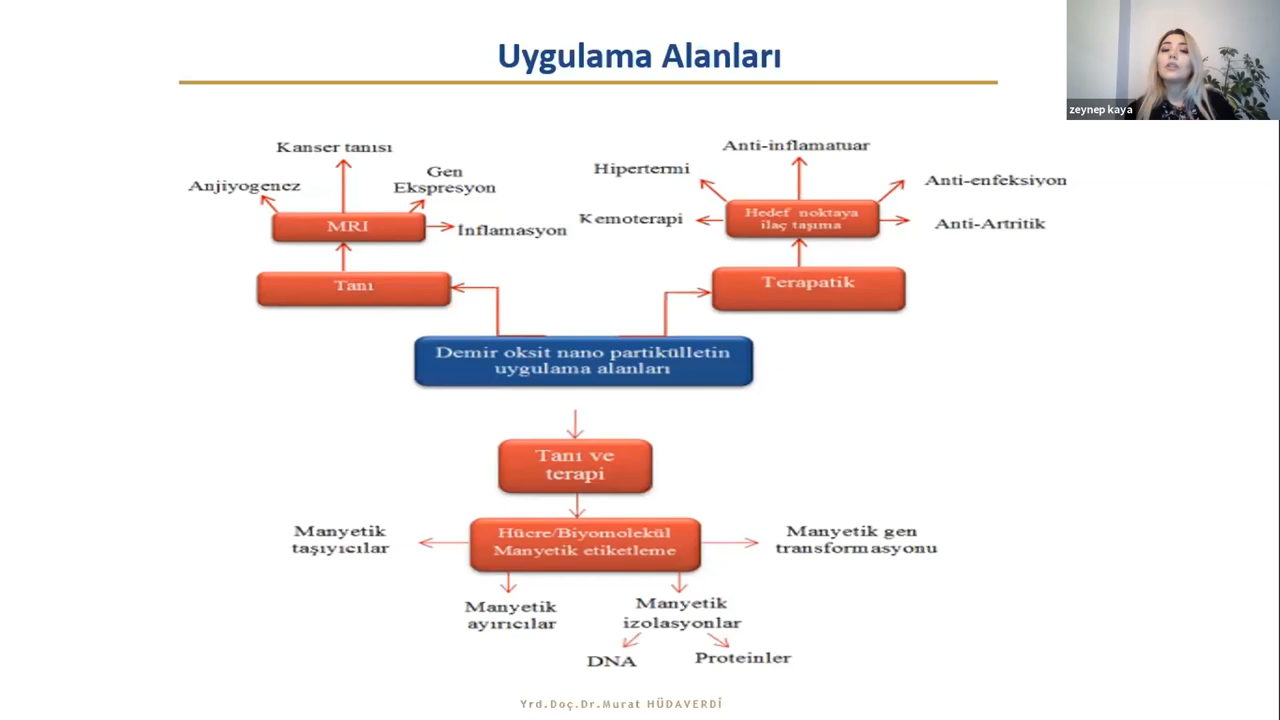 Uygulama Alanları
zeynep kaya
Kanser tanısı
Anjiyogenez
Gen
Ekspresyon
MRI
İnflamasyon
Tanı
Anti-inflamatuar
Hipertermi
Anti-enfeksiyon
Kemoterapi
Hedef noktaya
ilaç taşıma
Anti-Artritik
Terapatik
Demir oksit nano partikülletin
uygulama alanları
Tanı ve
terapi
Hücre/Biyomolekül
Manyetik etiketleme
Manyetik
taşıyıcılar
Manyetik gen
transformasyonu
Manyetik
ayırıcılar
Manyetik
izolasyonlar
DNA
Proteinler
Yrd.Doç.Dr.Murat HÜDAVERDİ